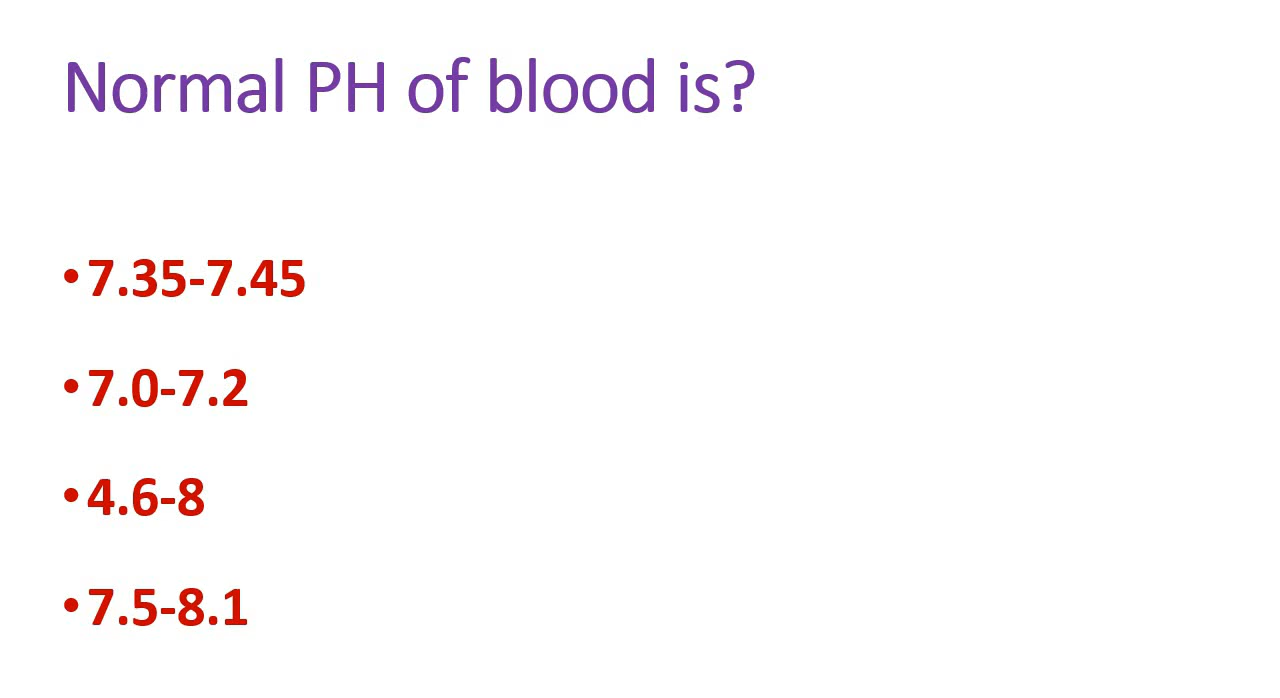 Normal PH of blood is?
•7.35-7.45
•7.0-7.2
•4.6-8
•7.5-8.1